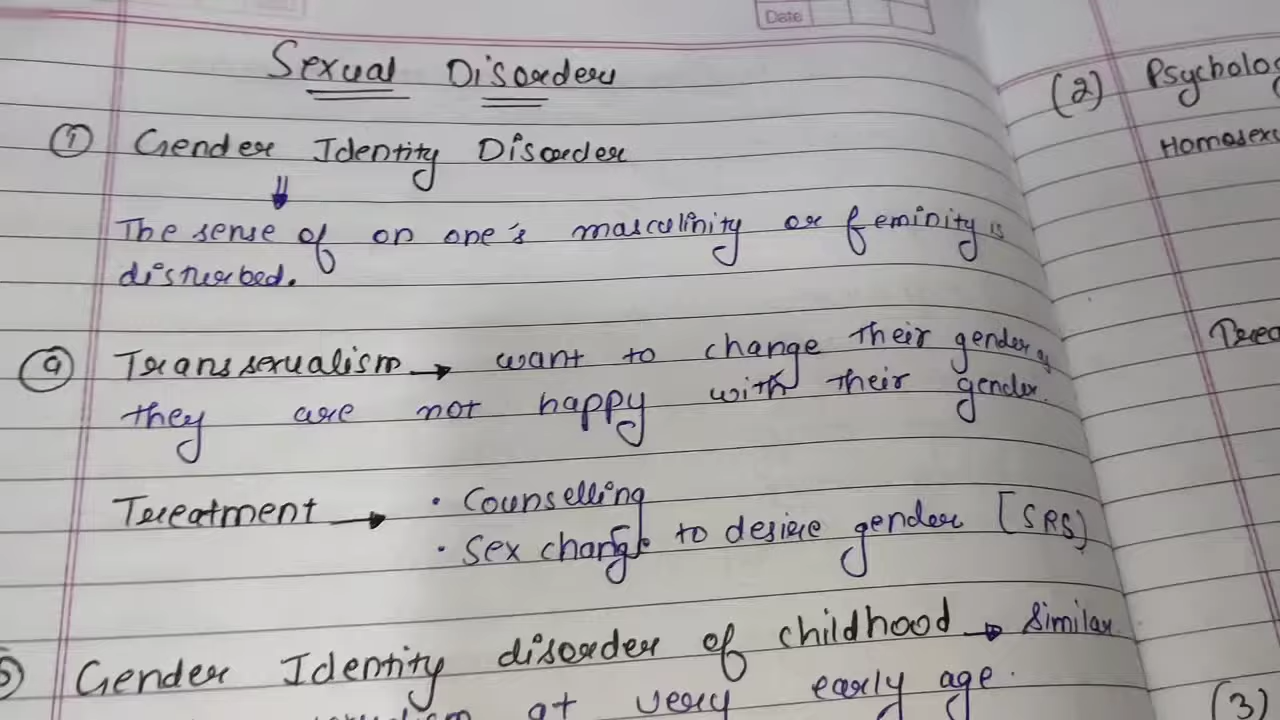 Date
Sexual Disorders
① Gender Identity Disorder
⇓
The sense of on one's masculinity or feminity is
disturbed.
ⓐ Transsexualism → want to change their gender as
they are not happy with their gender.
Treatment → • Counselling
• Sex change to desire gender [SRS]
Gender Identity disorder of childhood → Similar
at very early age.
(2) Psycholog
Homosexu
Trea
(3)